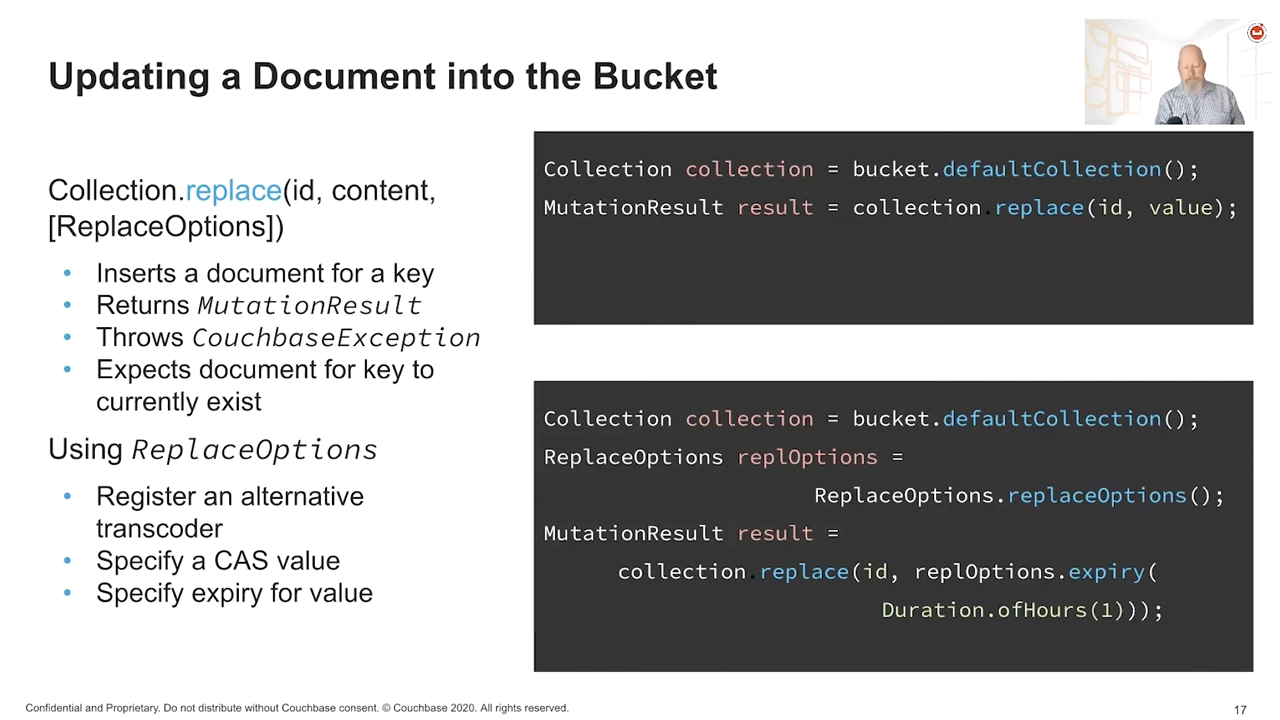 Updating a Document into the Bucket
Collection.replace(id, content,
[ReplaceOptions])
• Inserts a document for a key
• Returns MutationResult
• Throws CouchbaseException
• Expects document for key to
currently exist
Using ReplaceOptions
• Register an alternative
transcoder
• Specify a CAS value
• Specify expiry for value
Collection collection = bucket.defaultCollection();
MutationResult result = collection.replace(id, value);
Collection collection = bucket.defaultCollection();
ReplaceOptions replOptions =
ReplaceOptions.replaceOptions();
MutationResult result =
collection.replace(id, replOptions.expiry(
Duration.ofHours(1)));
Confidential and Proprietary. Do not distribute without Couchbase consent. © Couchbase 2020. All rights reserved.
17